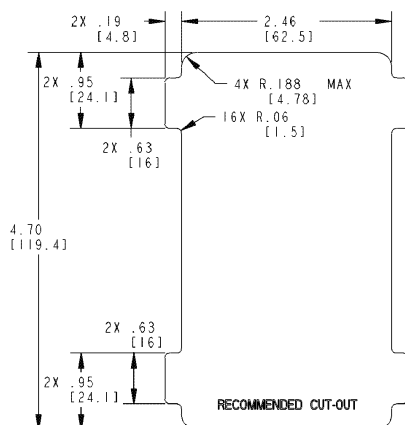 2X .19
[4.8]
2.46
[62.5]
2X .95
[24.1]
4X R.188 MAX
[4.78]
16X R.06
[1.5]
2X .63
[16]
4.70
[119.4]
2X .63
[16]
2X .95
[24.1]
RECOMMENDED CUT-OUT